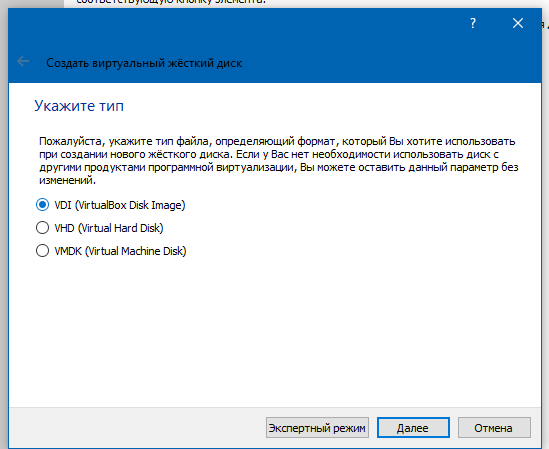 соответствующую кнопку элемента.
?
Создать виртуальный жёсткий диск
Укажите тип
Пожалуйста, укажите тип файла, определяющий формат, который Вы хотите использовать
при создании нового жёсткого диска. Если у Вас нет необходимости использовать диск с
другими продуктами программной виртуализации, Вы можете оставить данный параметр без
изменений.
VDI (VirtualBox Disk Image)
VHD (Virtual Hard Disk)
VMDK (Virtual Machine Disk)
Экспертный режим
Далее
Отмена